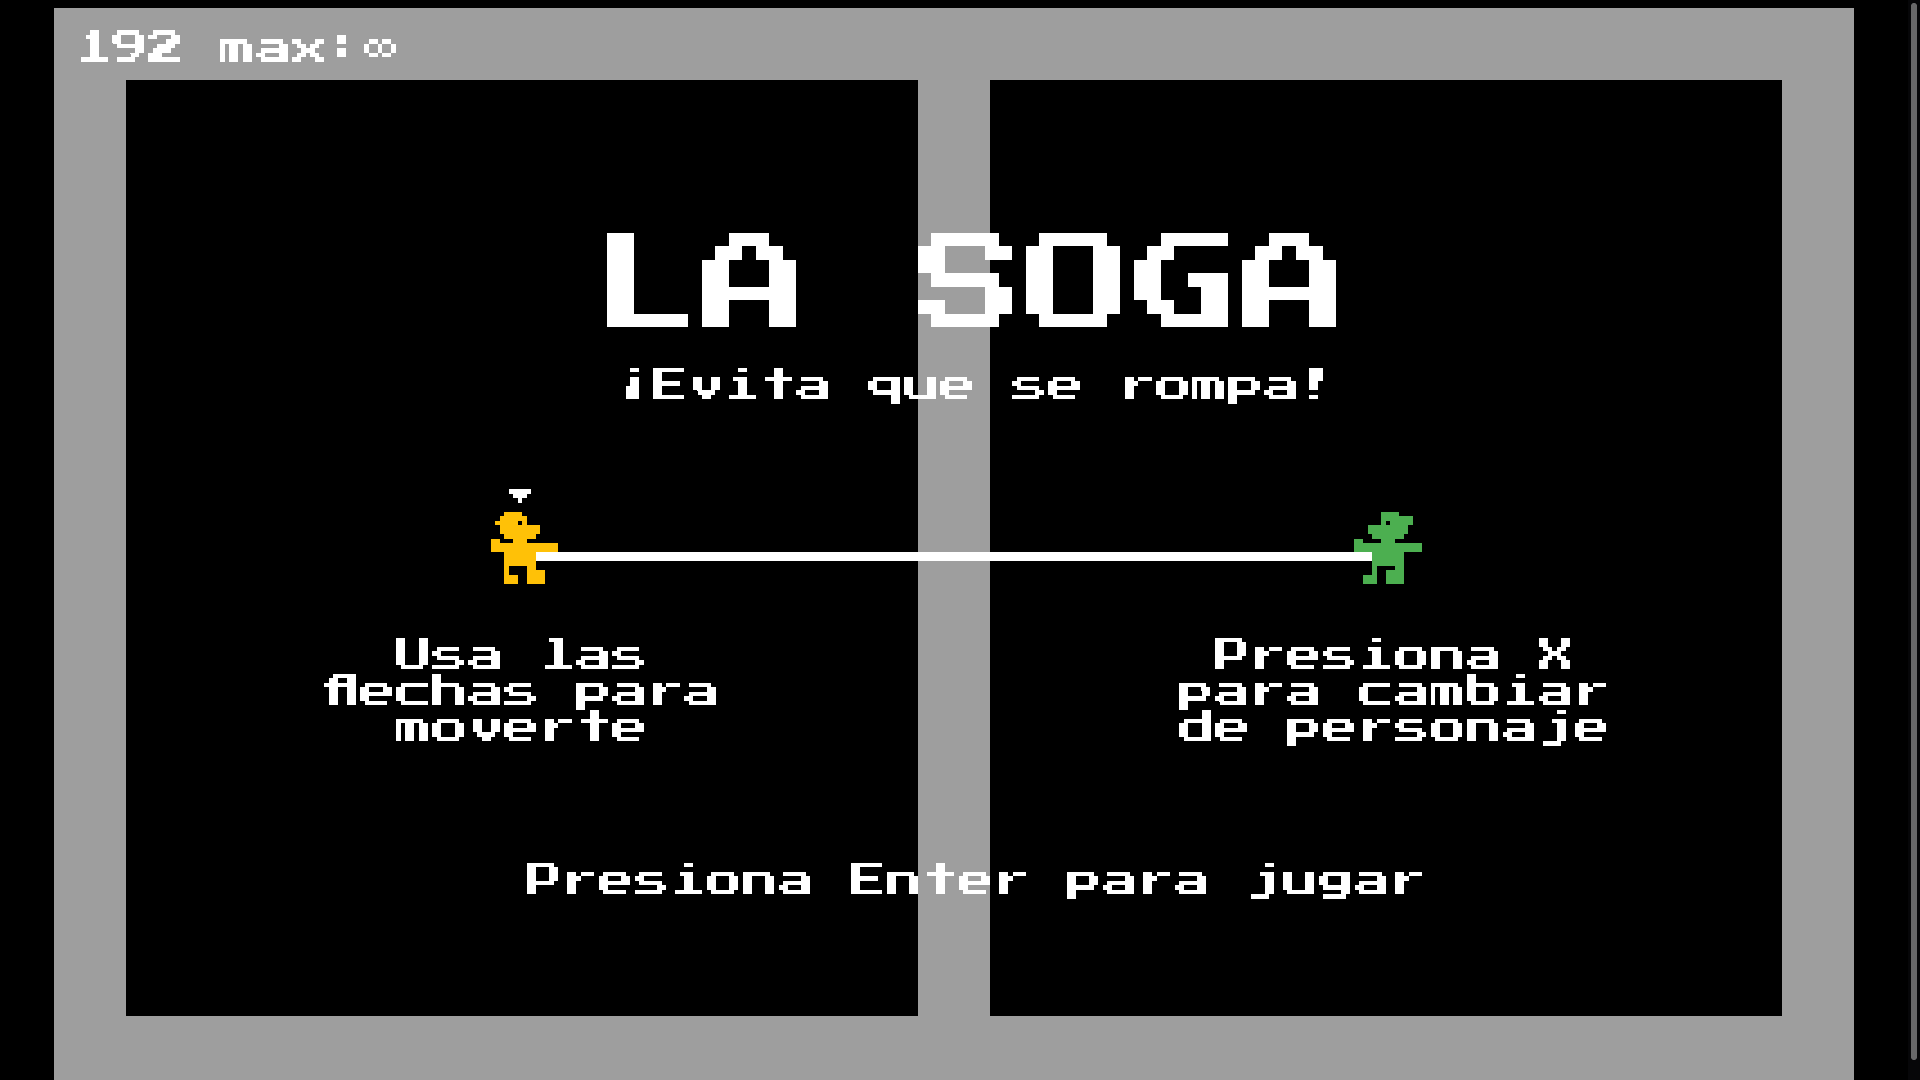 192 max:∞
LA SOGA
¡Evita que se rompa!
Usa las
flechas para
moverte
Presiona X
para cambiar
de personaje
Presiona Enter para jugar